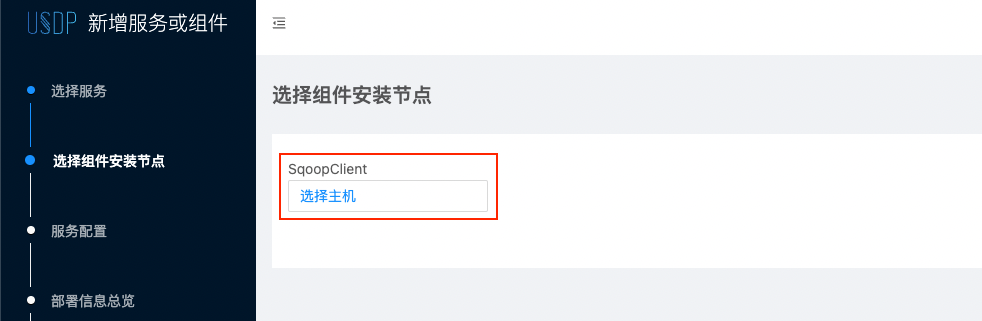 USDP 新增服务或组件
选择服务
选择组件安装节点
服务配置
部署信息总览
选择组件安装节点
SqoopClient
选择主机